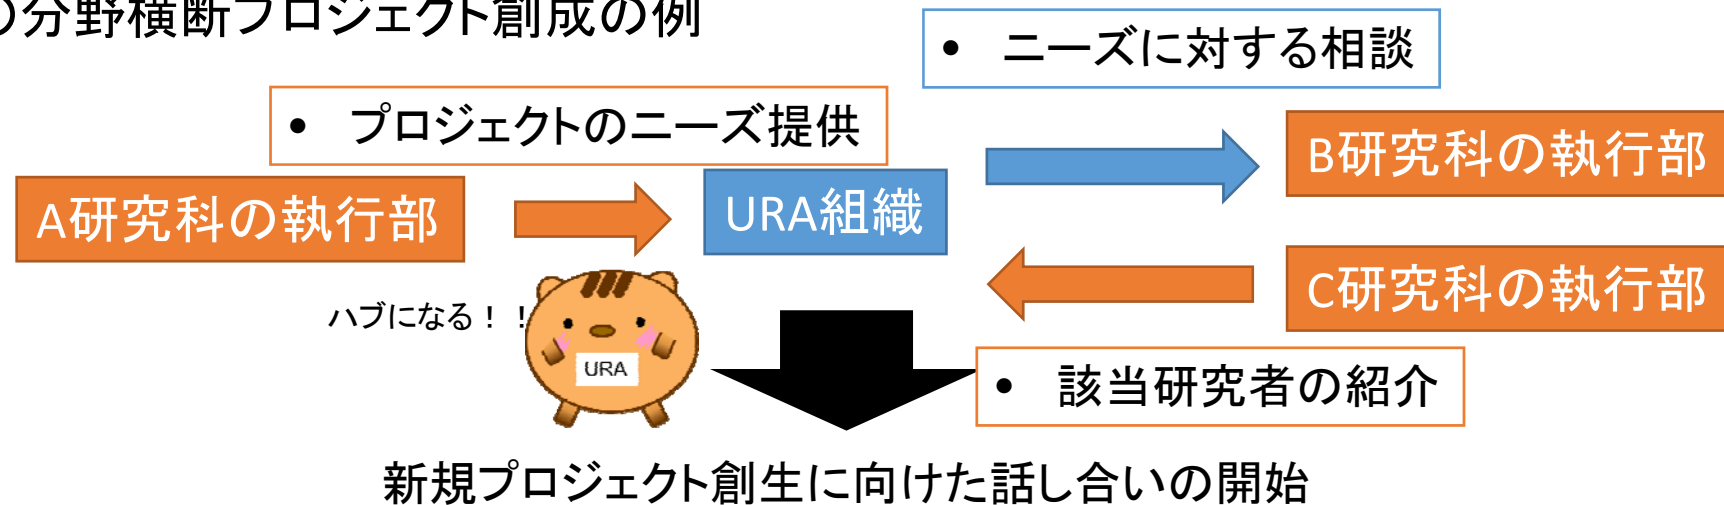 の分野横断プロジェクト創成の例
• ニーズに対する相談
• プロジェクトのニーズ提供
B研究科の執行部
A研究科の執行部
URA組織
C研究科の執行部
ハブになる！！
URA
• 該当研究者の紹介
新規プロジェクト創生に向けた話し合いの開始